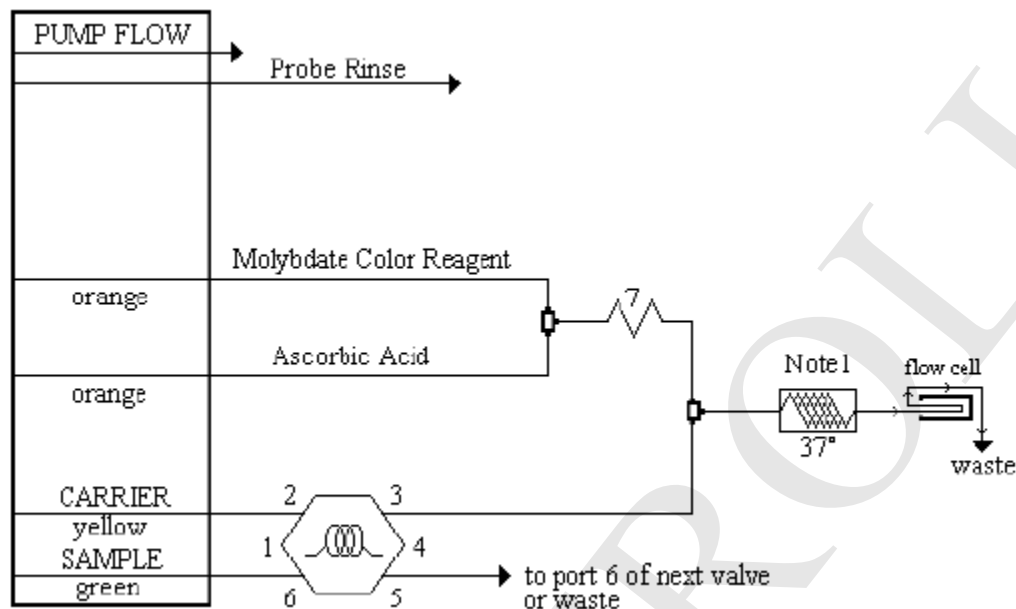 PUMP FLOW
Probe Rinse
Molybdate Color Reagent
orange
7
Ascorbic Acid
orange
Note 1
flow cell
37°
waste
CARRIER
yellow
2
3
1
4
SAMPLE
green
6
5
to port 6 of next valve
or waste
ROLL